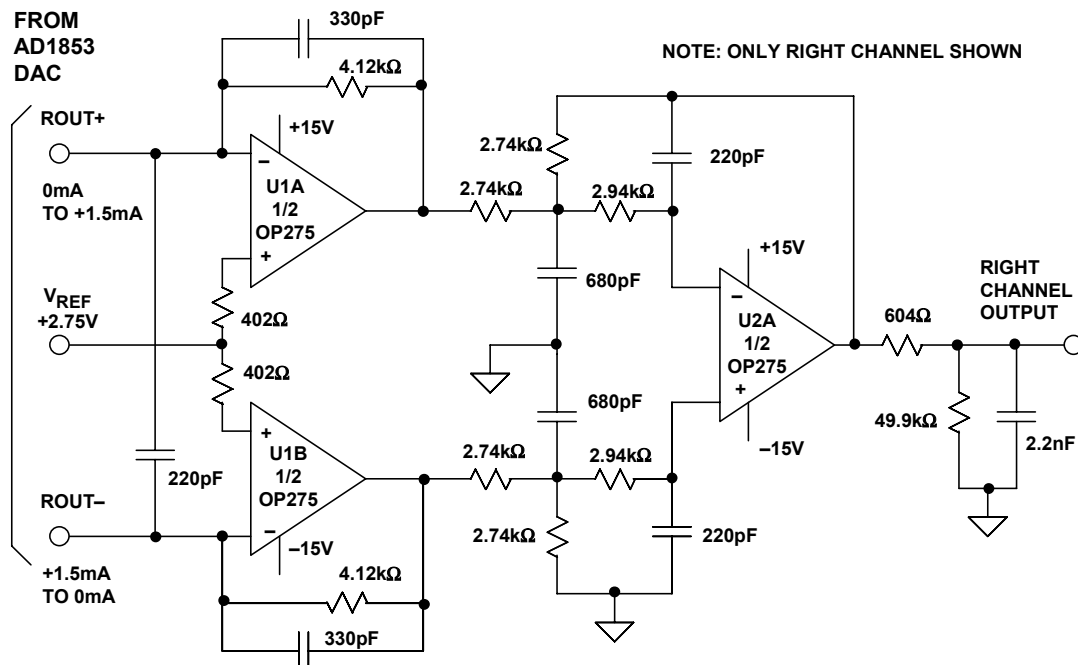 FROM
AD1853
DAC
330pF
4.12kΩ
NOTE: ONLY RIGHT CHANNEL SHOWN
ROUT+
0mA
TO +1.5mA
+15V
–
U1A
1/2
OP275
+
2.74kΩ
220pF
2.74kΩ
2.94kΩ
VREF
+2.75V
402Ω
402Ω
680pF
680pF
+15V
–
U2A
1/2
OP275
+
–15V
604Ω
RIGHT
CHANNEL
OUTPUT
49.9kΩ
2.2nF
220pF
+
U1B
1/2
OP275
–
–15V
2.74kΩ
2.94kΩ
2.74kΩ
220pF
ROUT–
+1.5mA
TO 0mA
4.12kΩ
330pF